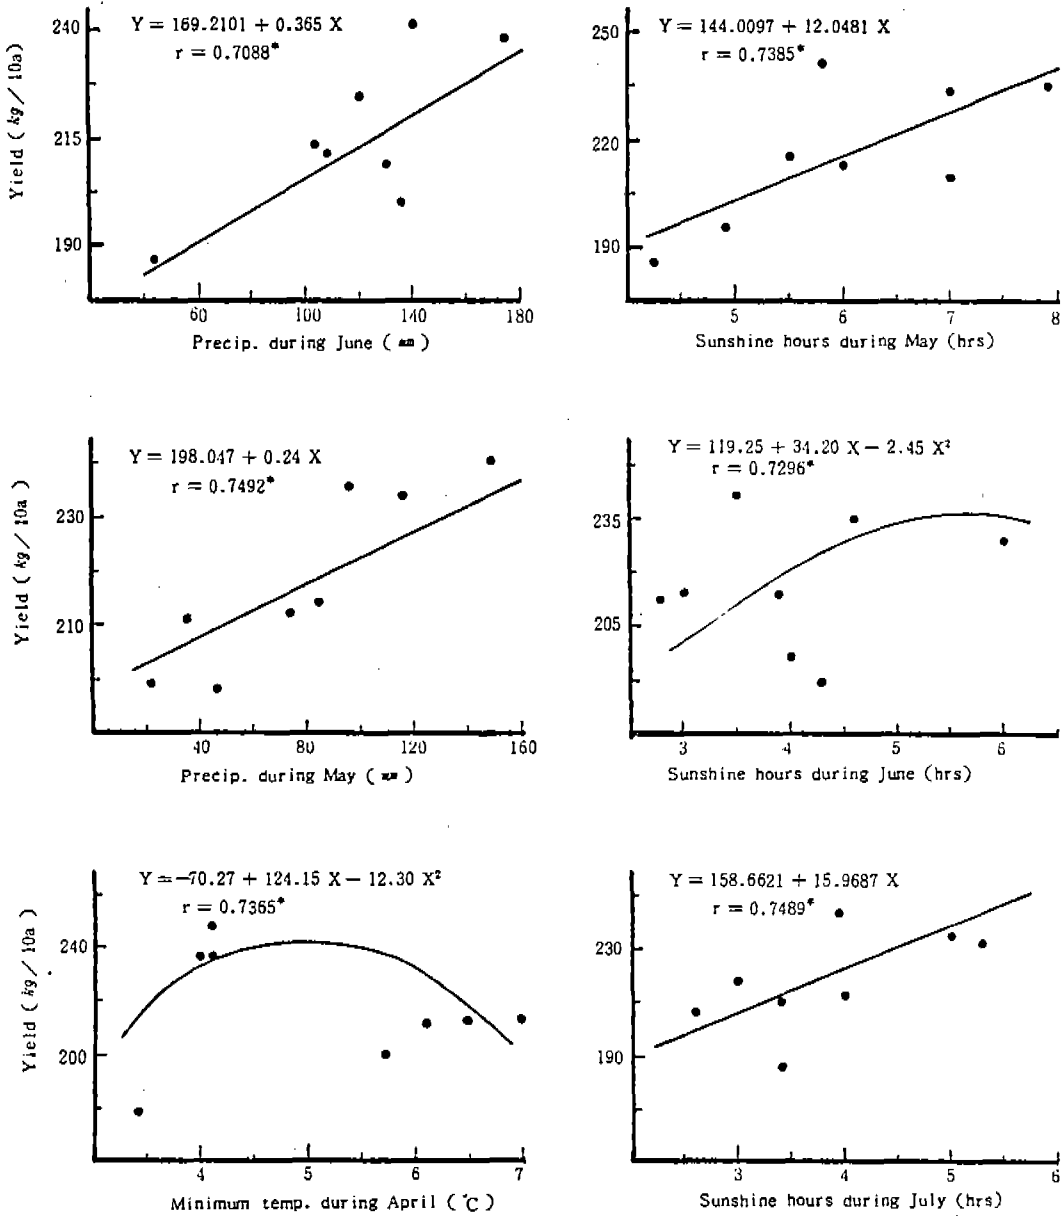 Y = 169.2101 + 0.365 X
r = 0.7088*
Yield ( kg / 10a)
240
215
190
60
100
140
180
Precip. during June ( mm )
Y = 144.0097 + 12.0481 X
r = 0.7385*
250
220
190
5
6
7
8
Sunshine hours during May (hrs)
Y = 198.047 + 0.24 X
r = 0.7492*
Yield ( kg / 10a)
230
210
40
80
120
160
Precip. during May ( mm )
Y = 119.25 + 34.20 X − 2.45 X²
r = 0.7296*
235
205
3
4
5
6
Sunshine hours during June (hrs)
Y = −70.27 + 124.15 X − 12.30 X²
r = 0.7365*
Yield ( kg / 10a)
240
200
4
5
6
7
Minimum temp. during April ( °C )
Y = 158.6621 + 15.9687 X
r = 0.7489*
230
190
3
4
5
6
Sunshine hours during July (hrs)